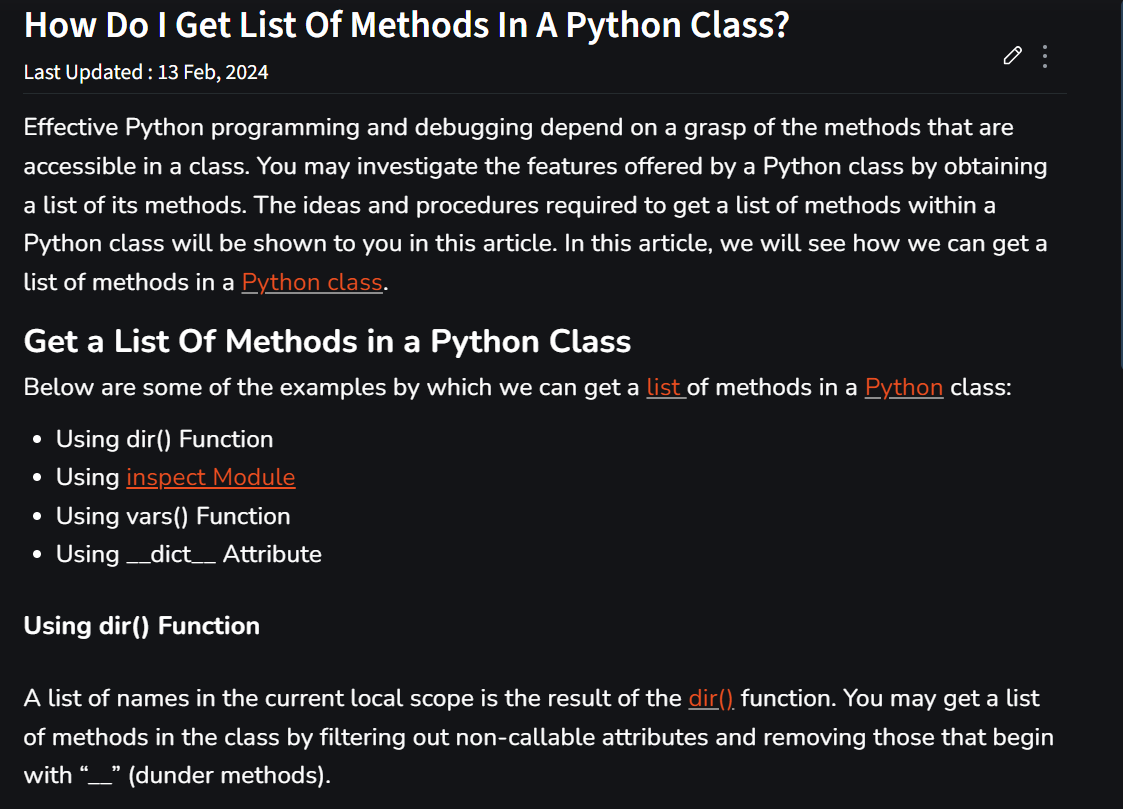 How Do I Get List Of Methods In A Python Class?
Last Updated : 13 Feb, 2024
Effective Python programming and debugging depend on a grasp of the methods that are
accessible in a class. You may investigate the features offered by a Python class by obtaining
a list of its methods. The ideas and procedures required to get a list of methods within a
Python class will be shown to you in this article. In this article, we will see how we can get a
list of methods in a Python class.
Get a List Of Methods in a Python Class
Below are some of the examples by which we can get a list of methods in a Python class:
• Using dir() Function
• Using inspect Module
• Using vars() Function
• Using __dict__ Attribute
Using dir() Function
A list of names in the current local scope is the result of the dir() function. You may get a list
of methods in the class by filtering out non-callable attributes and removing those that begin
with “__” (dunder methods).